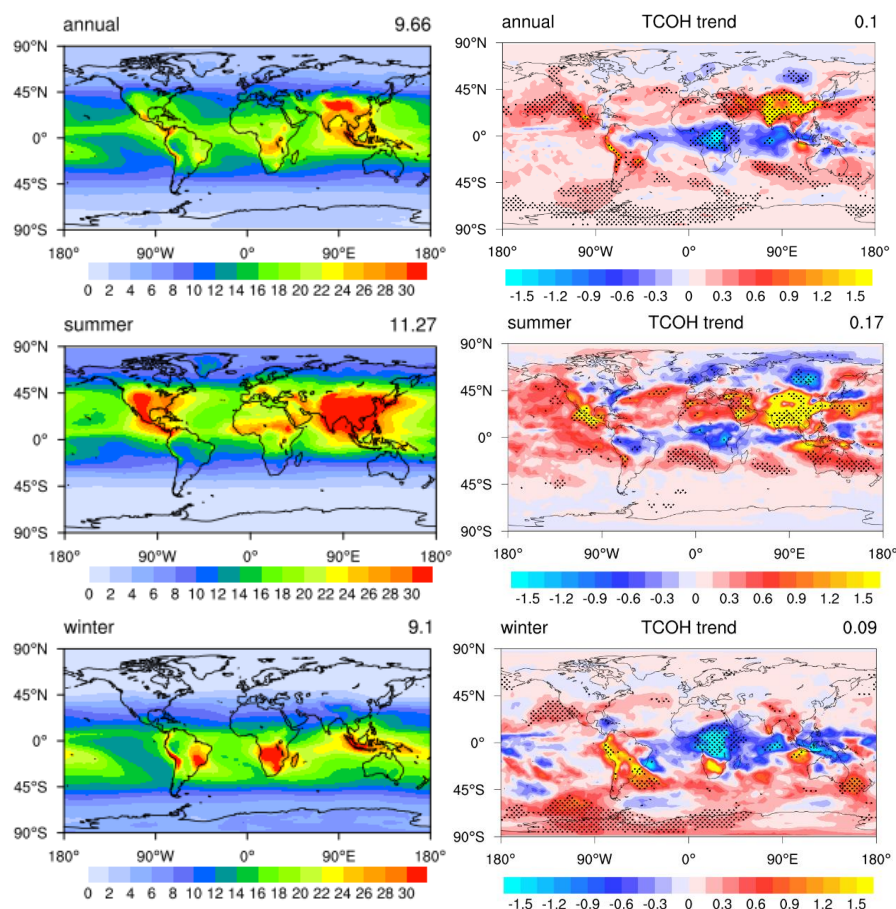 annual 9.66
90°N
45°N
0°
45°S
90°S
180° 90°W 0° 90°E 180°
0 2 4 6 8 10 12 14 16 18 20 22 24 26 28 30
annual TCOH trend 0.1
90°N
45°N
0°
45°S
90°S
180° 90°W 0° 90°E 180°
-1.5 -1.2 -0.9 -0.6 -0.3 0 0.3 0.6 0.9 1.2 1.5
summer 11.27
90°N
45°N
0°
45°S
90°S
180° 90°W 0° 90°E 180°
0 2 4 6 8 10 12 14 16 18 20 22 24 26 28 30
summer TCOH trend 0.17
90°N
45°N
0°
45°S
90°S
180° 90°W 0° 90°E 180°
-1.5 -1.2 -0.9 -0.6 -0.3 0 0.3 0.6 0.9 1.2 1.5
winter 9.1
90°N
45°N
0°
45°S
90°S
180° 90°W 0° 90°E 180°
0 2 4 6 8 10 12 14 16 18 20 22 24 26 28 30
winter TCOH trend 0.09
90°N
45°N
0°
45°S
90°S
180° 90°W 0° 90°E 180°
-1.5 -1.2 -0.9 -0.6 -0.3 0 0.3 0.6 0.9 1.2 1.5